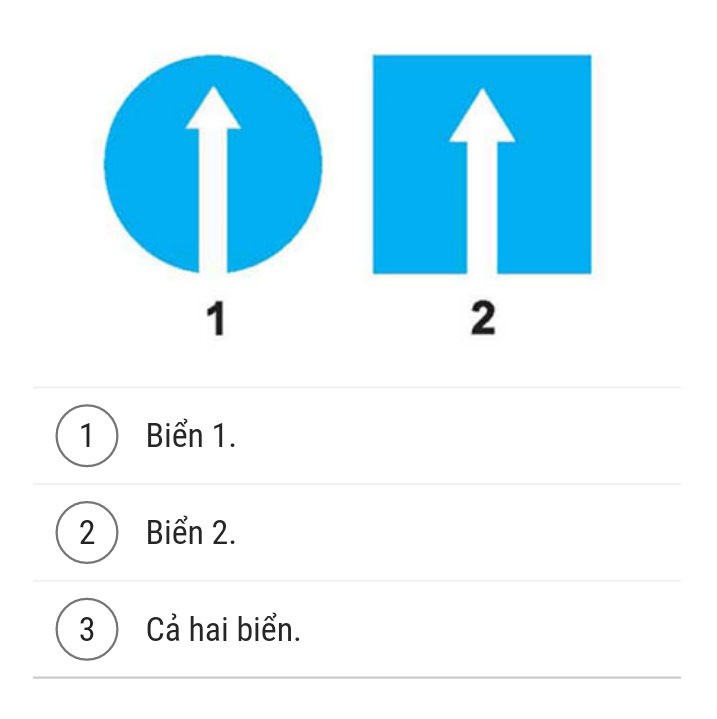 1 2
1 Biển 1.
2 Biển 2.
3 Cả hai biển.